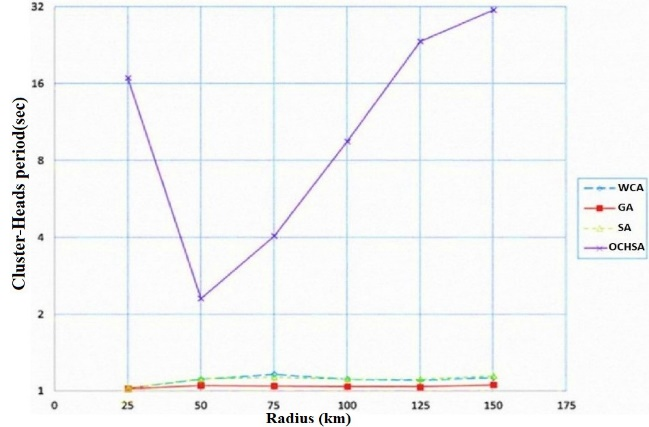 32
16
8
4
2
1
Cluster-Heads period(sec)
0 25 50 75 100 125 150 175
Radius (km)
WCA
GA
SA
OCHSA